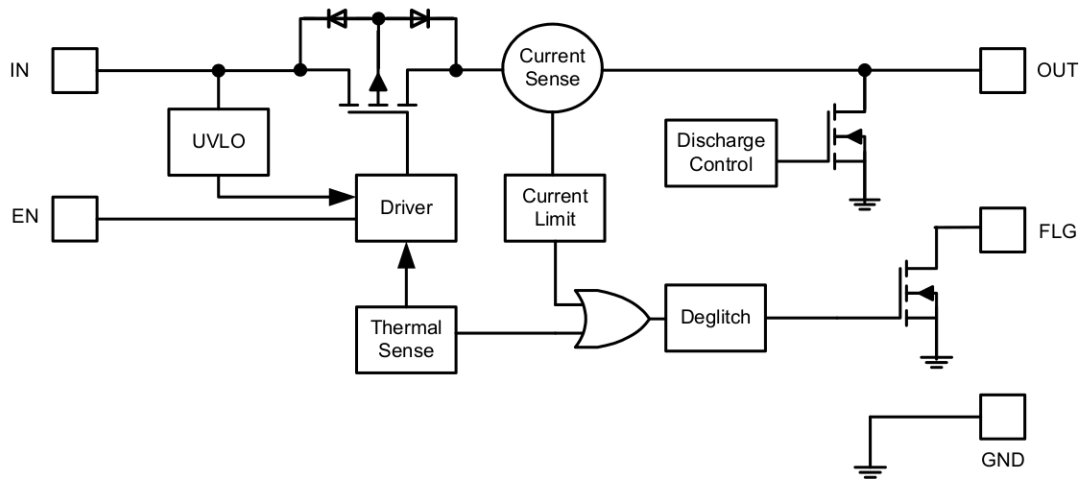 IN
UVLO
EN
Driver
Thermal
Sense
Current
Sense
Current
Limit
Discharge
Control
Deglitch
OUT
FLG
GND